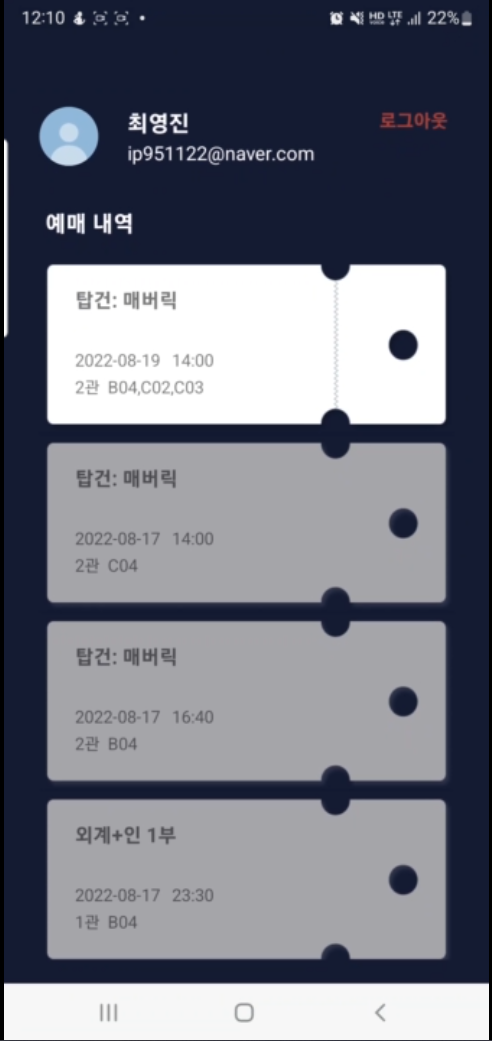 12:10
HD LTE 22%
최영진
로그아웃
ip951122@naver.com
예매 내역
탑건: 매버릭
2022-08-19 14:00
2관 B04,C02,C03
탑건: 매버릭
2022-08-17 14:00
2관 C04
탑건: 매버릭
2022-08-17 16:40
2관 B04
외계+인 1부
2022-08-17 23:30
1관 B04